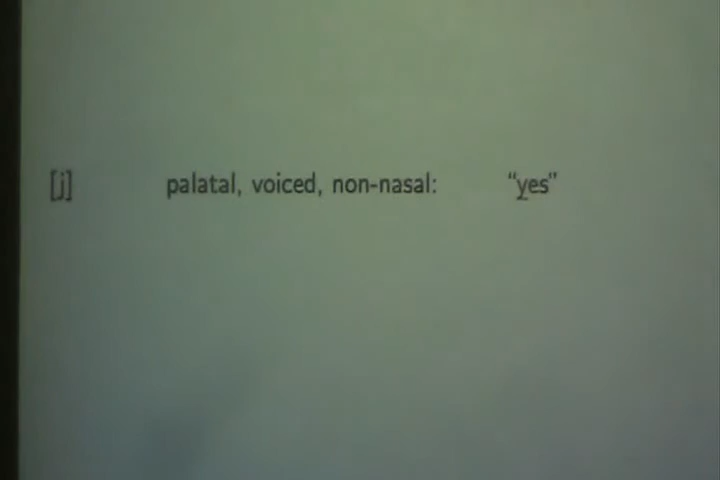 [j] palatal, voiced, non-nasal: “yes”